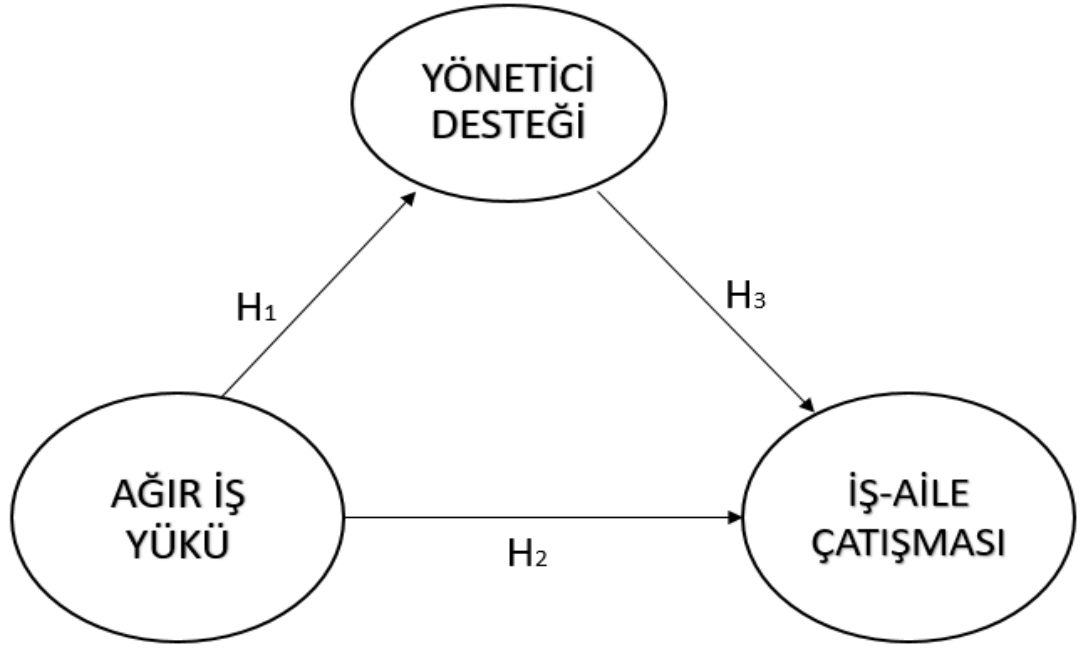 YÖNETİCİ
DESTEĞİ
H1
H3
AĞIR İŞ
YÜKÜ
H2
İŞ-AİLE
ÇATIŞMASI